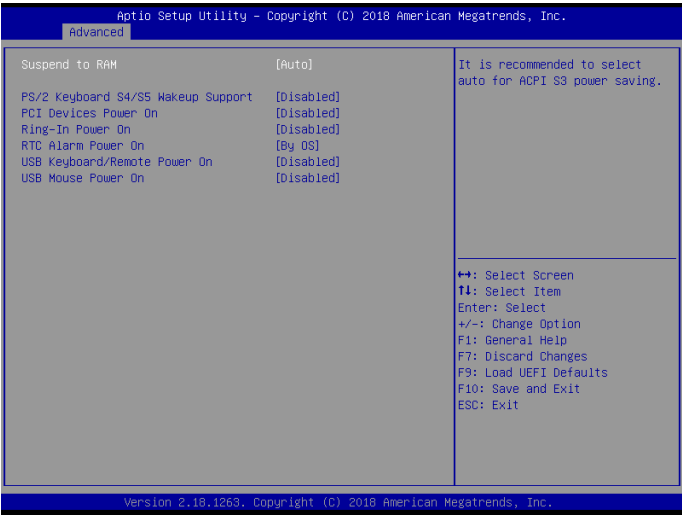 Aptio Setup Utility – Copyright (C) 2018 American Megatrends, Inc.
Advanced
Suspend to RAM [Auto]
PS/2 Keyboard S4/S5 Wakeup Support [Disabled]
PCI Devices Power On [Disabled]
Ring-In Power On [Disabled]
RTC Alarm Power On [By OS]
USB Keyboard/Remote Power On [Disabled]
USB Mouse Power On [Disabled]
It is recommended to select
auto for ACPI S3 power saving.
↔: Select Screen
↑↓: Select Item
Enter: Select
+/-: Change Option
F1: General Help
F7: Discard Changes
F9: Load UEFI Defaults
F10: Save and Exit
ESC: Exit
Version 2.18.1263. Copyright (C) 2018 American Megatrends, Inc.